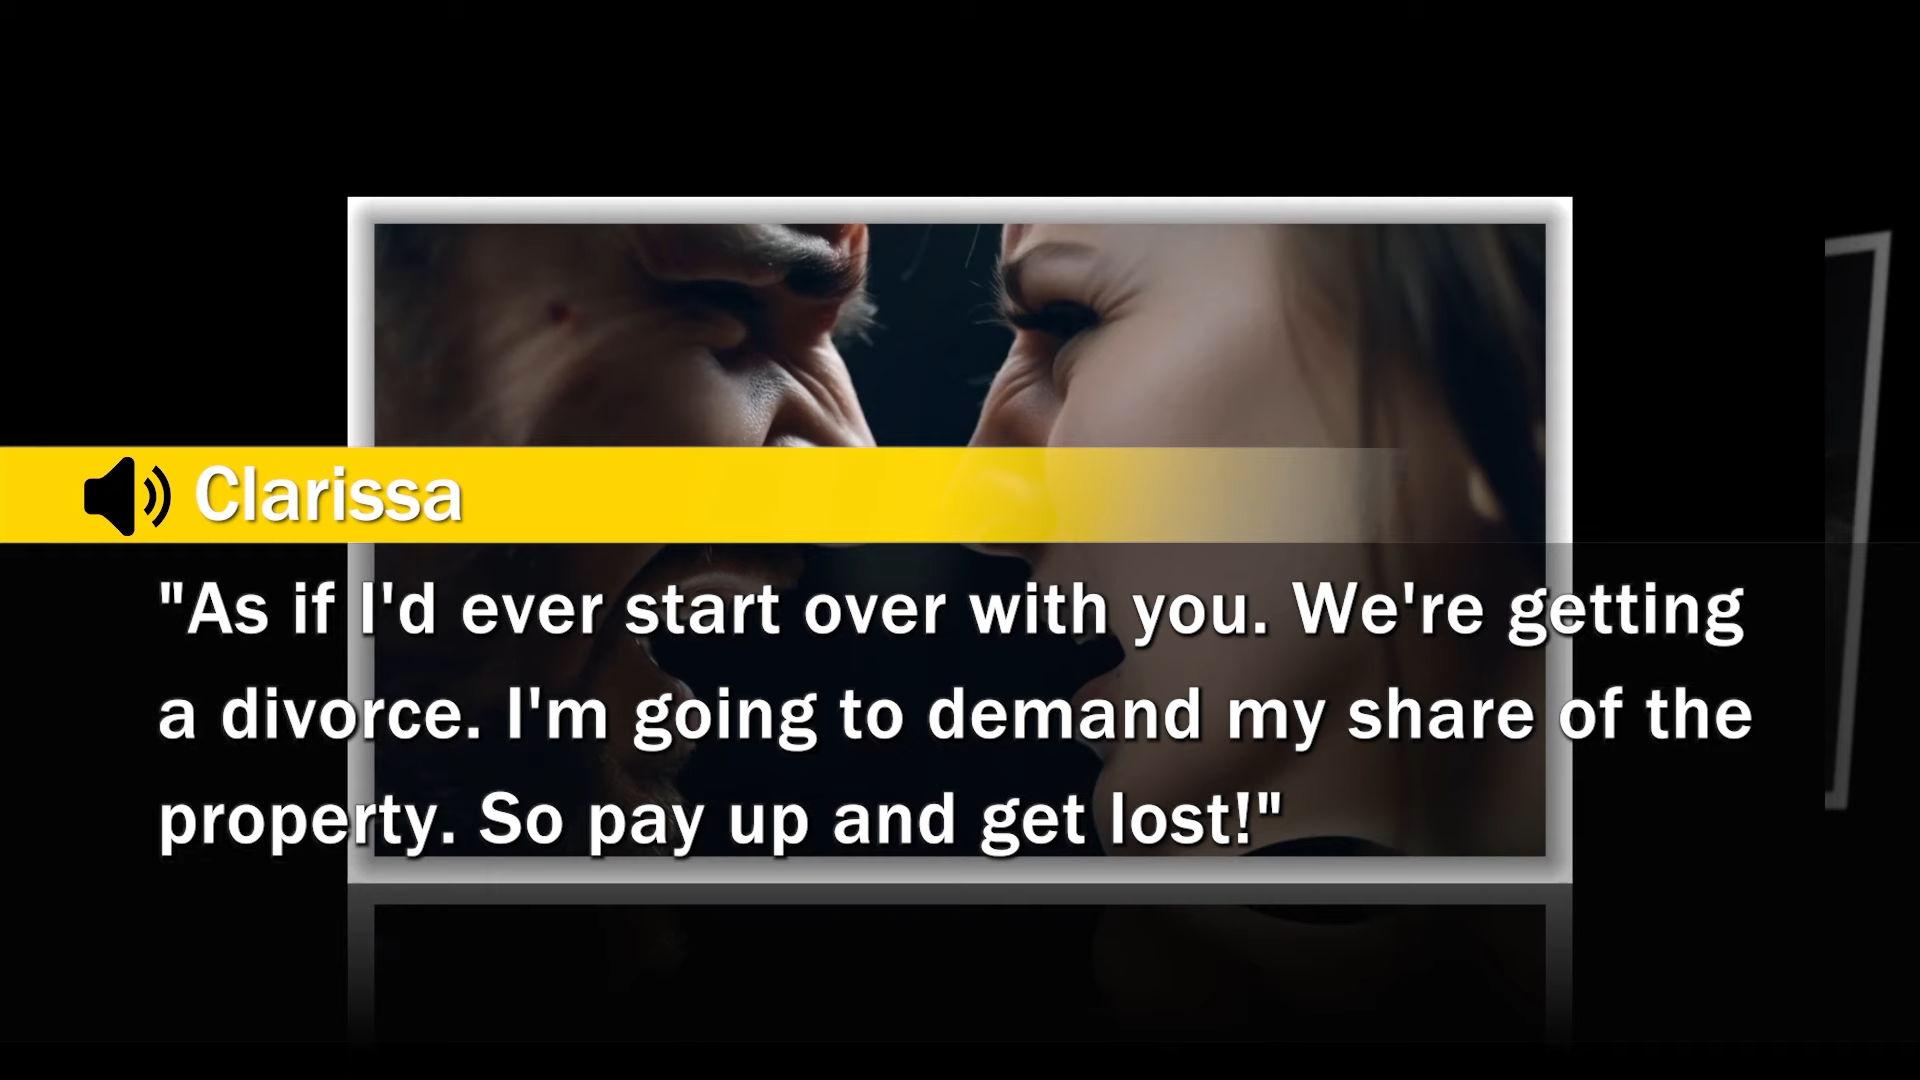 Clarissa
"As if I'd ever start over with you. We're getting
a divorce. I'm going to demand my share of the
property. So pay up and get lost!"